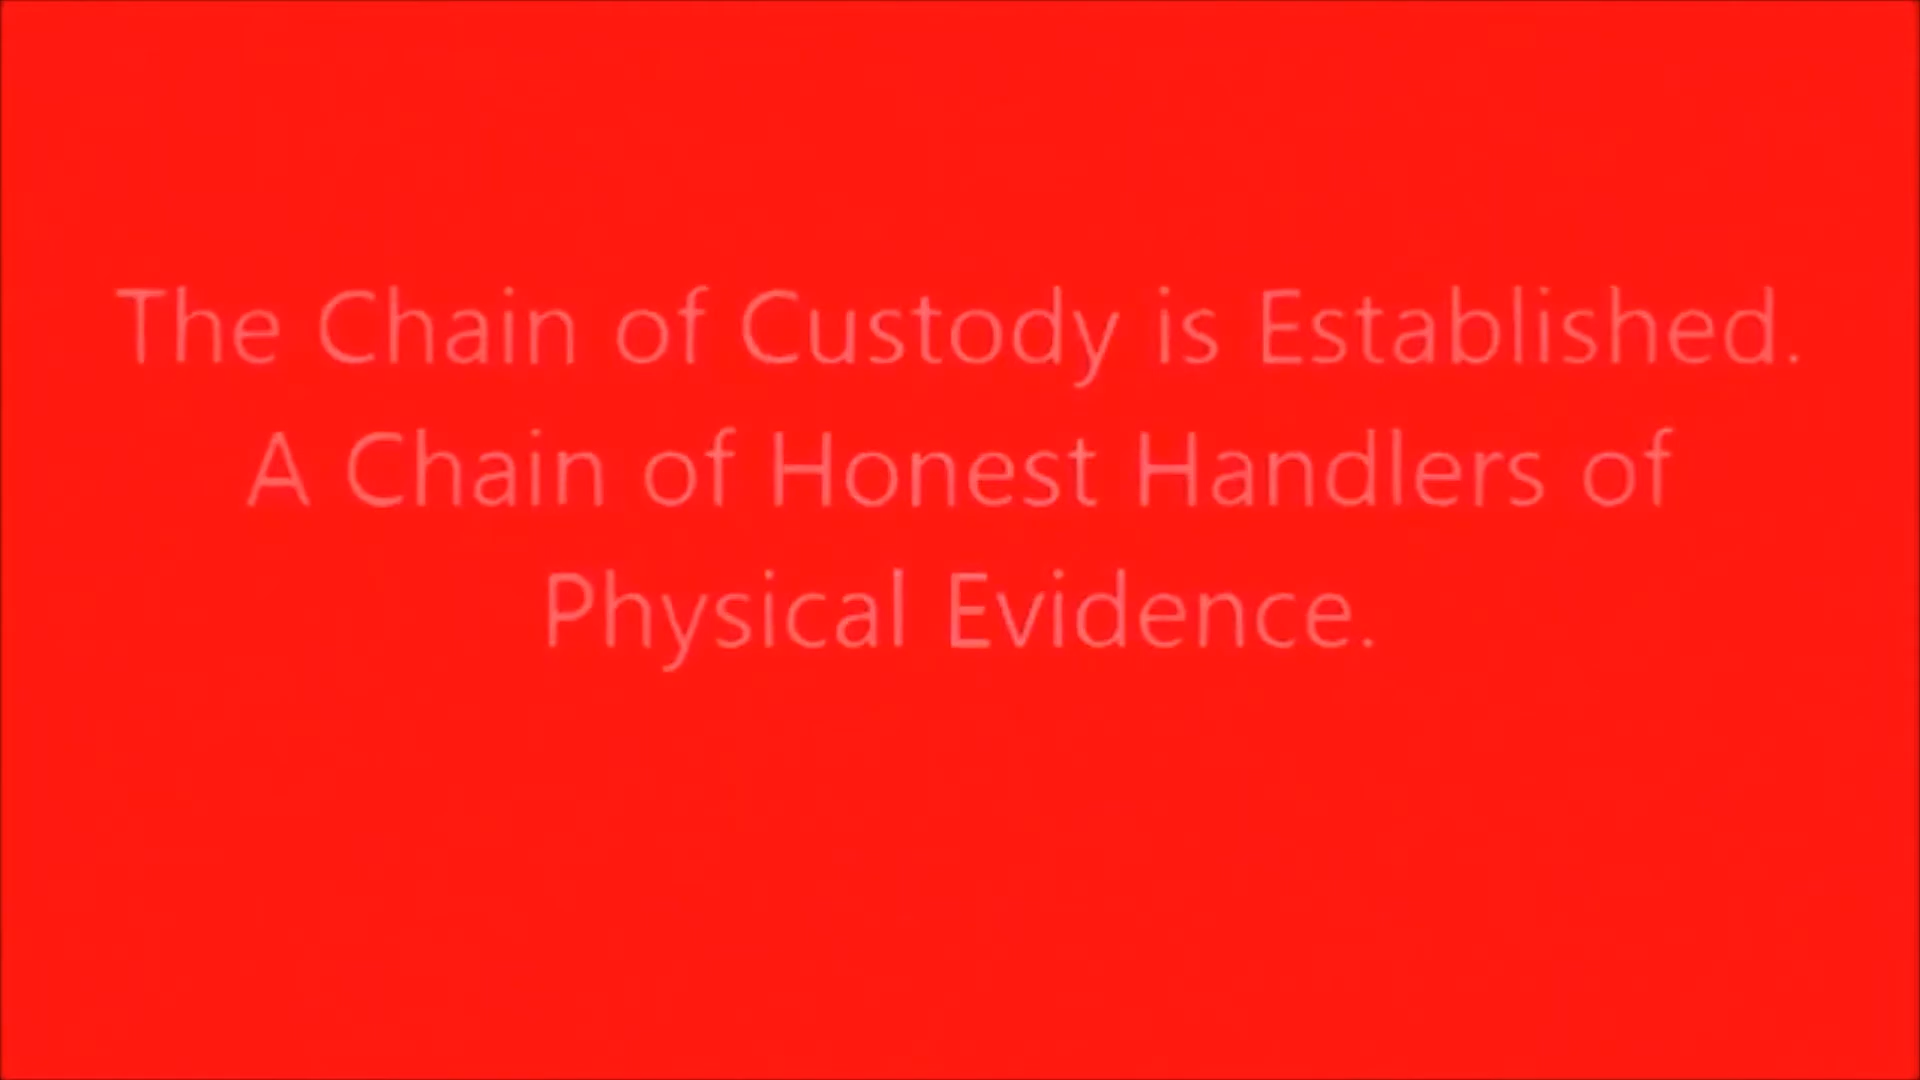 The Chain of Custody is Established.
A Chain of Honest Handlers of
Physical Evidence.